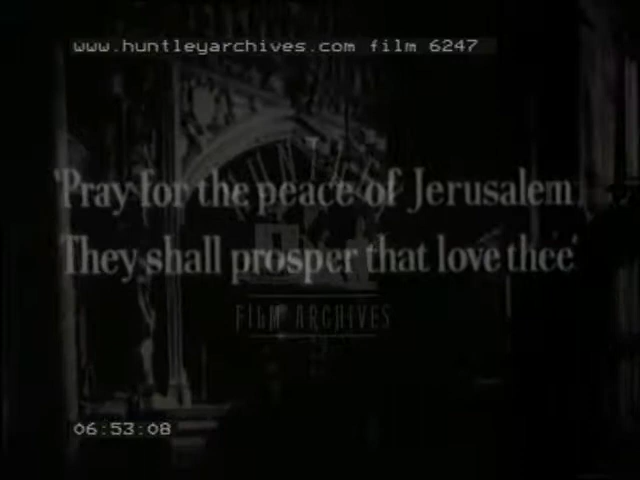 www.huntleyarchives.com film 6247
'Pray for the peace of Jerusalem
They shall prosper that love thee'
FILM ARCHIVES
06:53:08